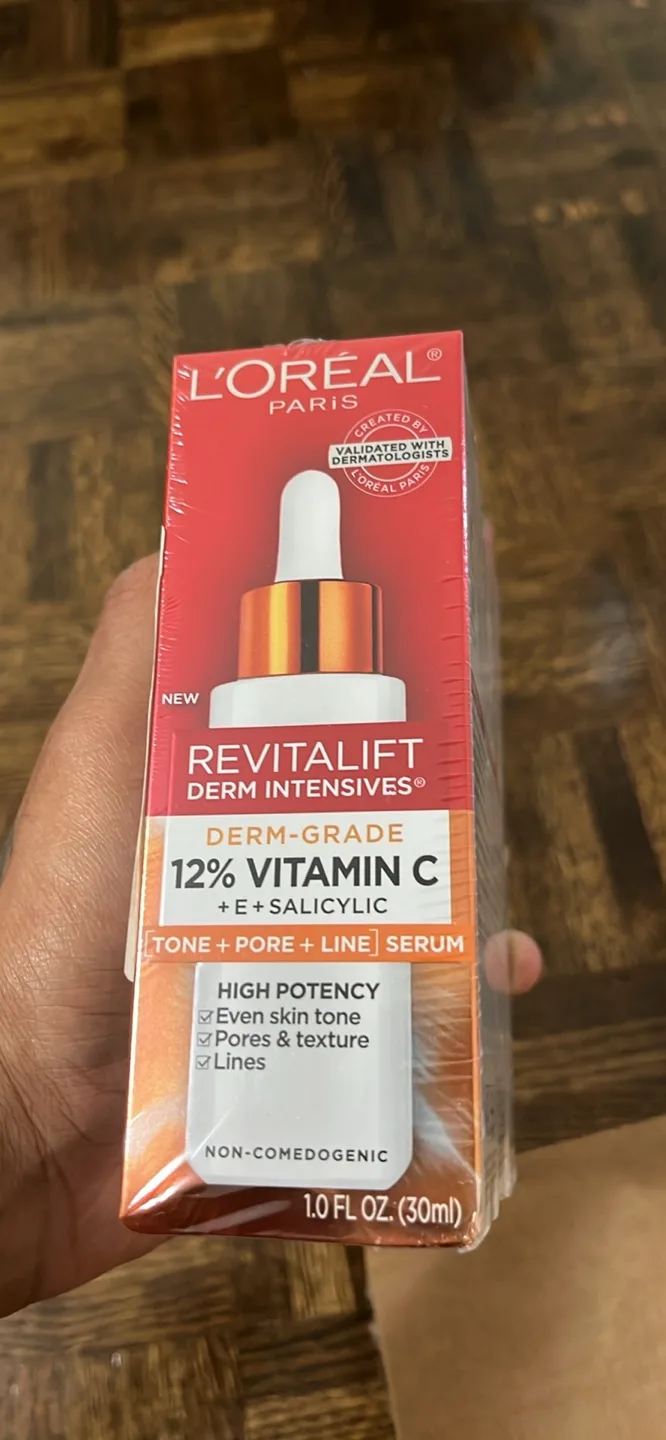 L'ORÉAL®
PARiS
CREATED BY
VALIDATED WITH
DERMATOLOGISTS
L'ORÉAL PARiS
NEW
REVITALIFT
DERM INTENSIVES®
DERM-GRADE
12% VITAMIN C
+E+SALICYLIC
[TONE + PORE + LINE] SERUM
HIGH POTENCY
☑Even skin tone
☑Pores & texture
☑Lines
NON-COMEDOGENIC
1.0 FL OZ. (30ml)